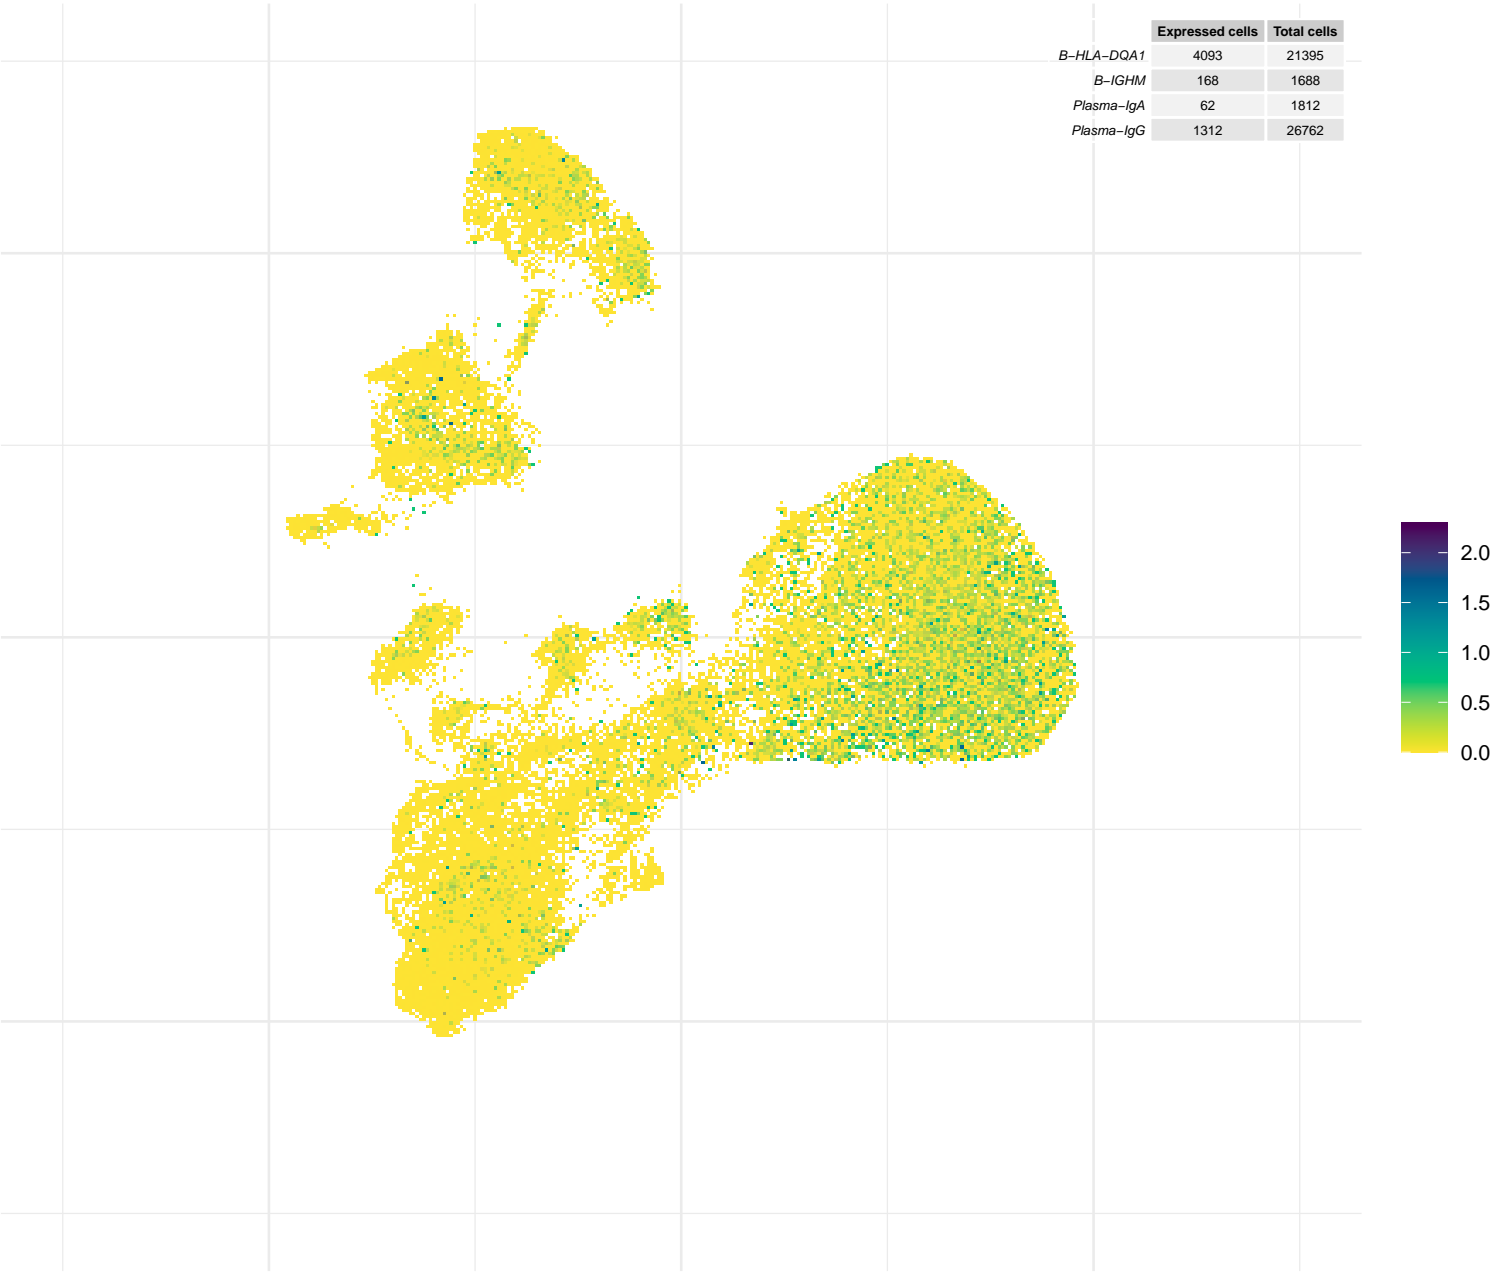 Expressed cells Total cells
B−HLA−DQA1 4093 21395
B−IGHM 168 1688
Plasma−IgA 62 1812
Plasma−IgG 1312 26762
2.0
1.5
1.0
0.5
0.0